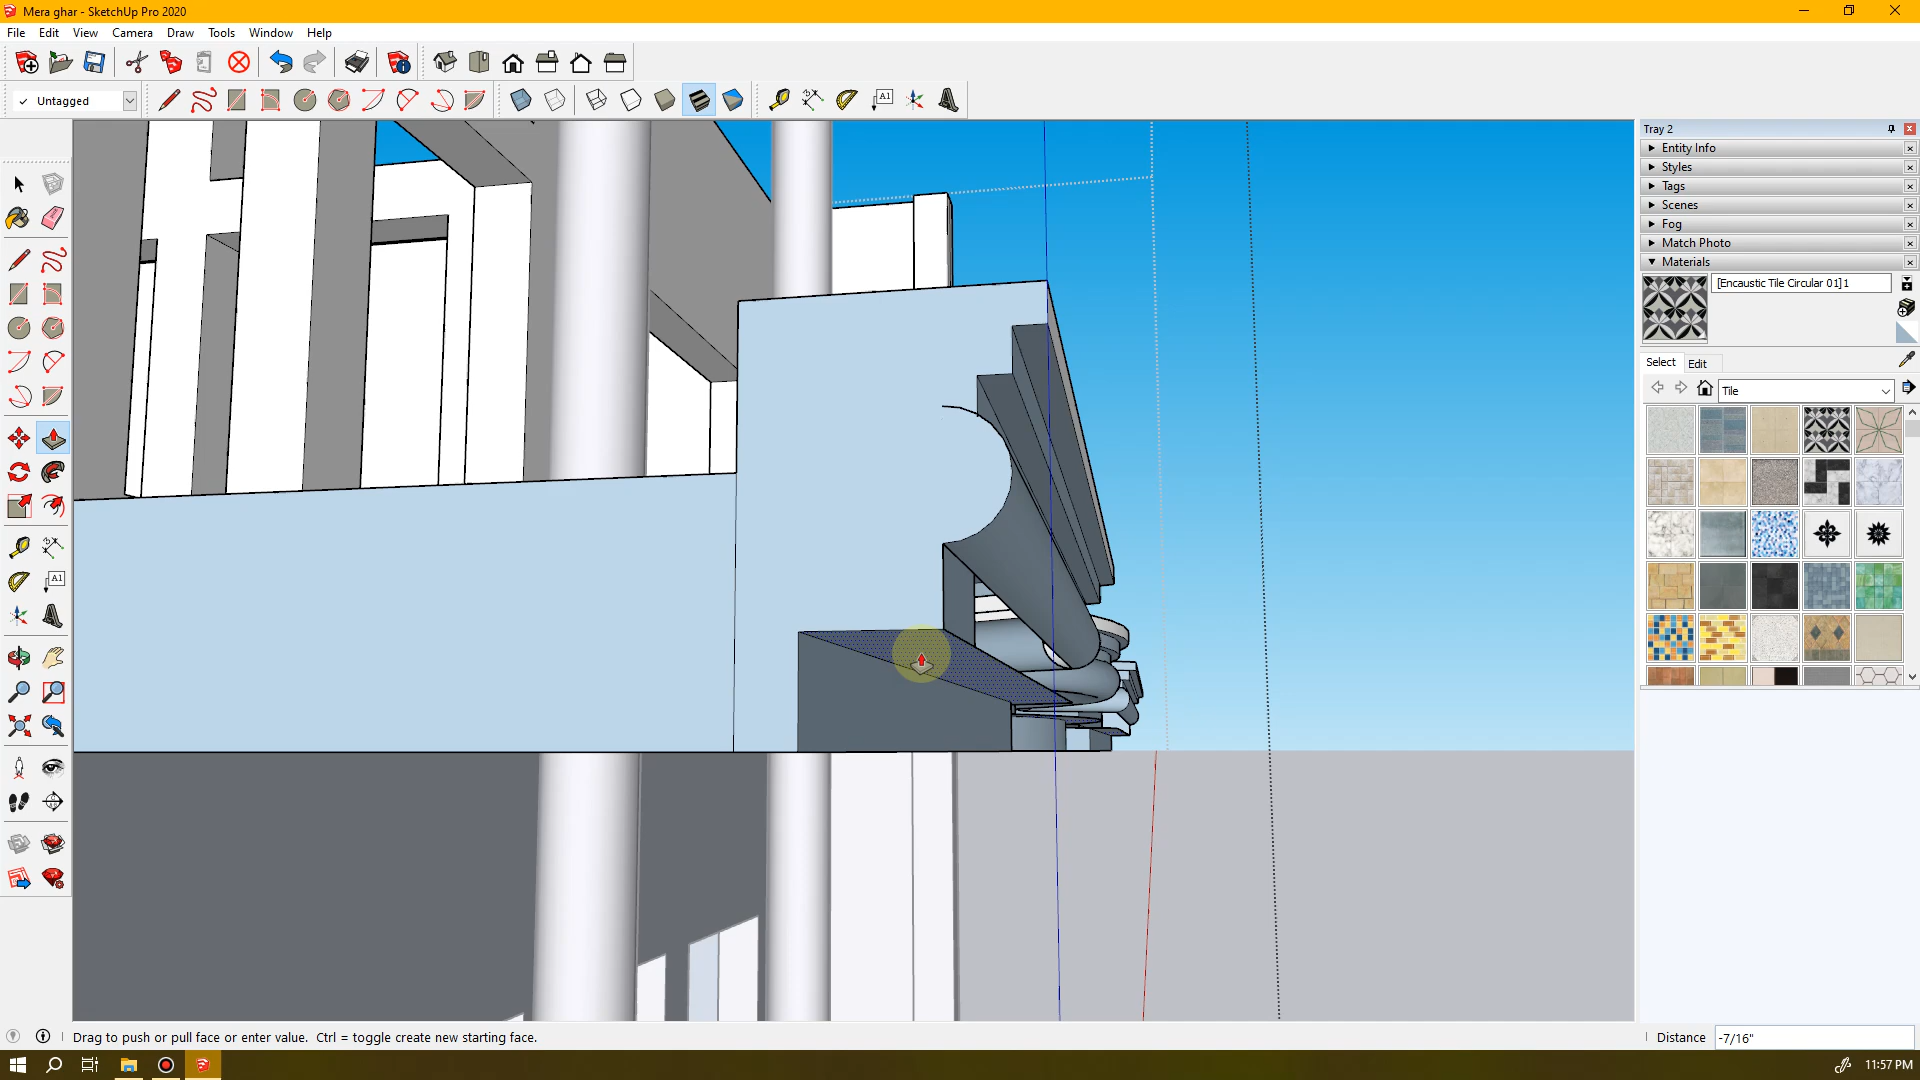 Mera ghar - SketchUp Pro 2020
File Edit View Camera Draw Tools Window Help
✓ Untagged
A1
Tray 2
Entity Info
Styles
Tags
Scenes
Fog
Match Photo
Materials
[Encaustic Tile Circular 01]1
Select Edit
Tile
A1
Drag to push or pull face or enter value. Ctrl = toggle create new starting face.
Distance -7/16"
11:57 PM